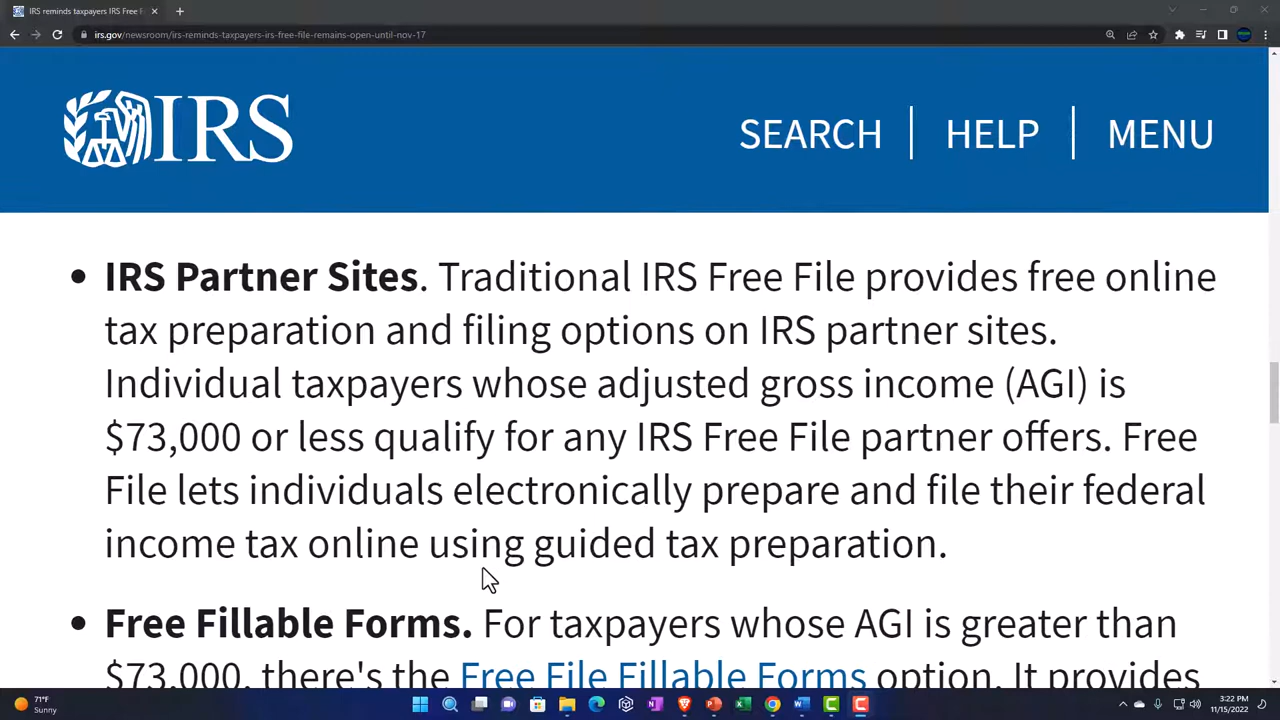 IRS reminds taxpayers IRS Free F
irs.gov/newsroom/irs-reminds-taxpayers-irs-free-file-remains-open-until-nov-17
IRS
SEARCH
HELP
MENU
• IRS Partner Sites. Traditional IRS Free File provides free online
tax preparation and filing options on IRS partner sites.
Individual taxpayers whose adjusted gross income (AGI) is
$73,000 or less qualify for any IRS Free File partner offers. Free
File lets individuals electronically prepare and file their federal
income tax online using guided tax preparation.
• Free Fillable Forms. For taxpayers whose AGI is greater than
$73,000, there's the Free File Fillable Forms option. It provides
71°F
Sunny
3:22 PM
11/15/2022